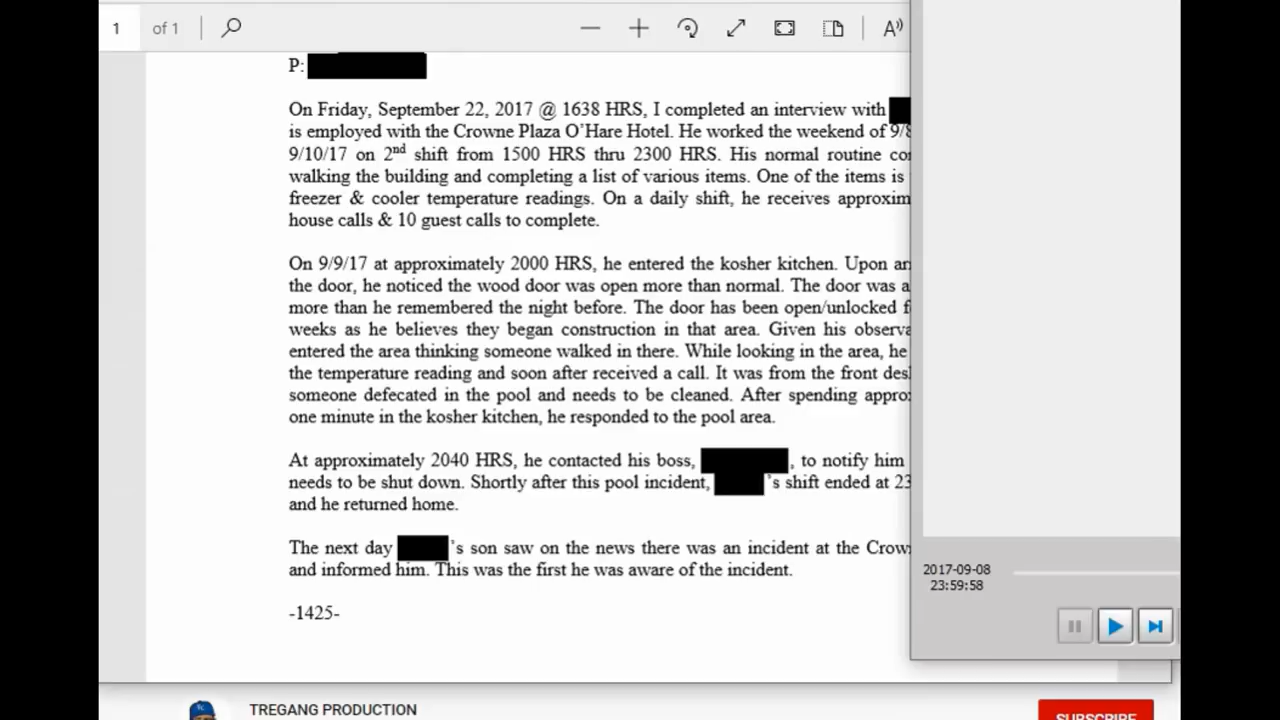 1 of 1
P:
On Friday, September 22, 2017 @ 1638 HRS, I completed an interview with
is employed with the Crowne Plaza O'Hare Hotel. He worked the weekend of 9/8
9/10/17 on 2nd shift from 1500 HRS thru 2300 HRS. His normal routine
walking the building and completing a list of various items. One of the items is
freezer & cooler temperature readings. On a daily shift, he receives
house calls & 10 guest calls to complete.
On 9/9/17 at approximately 2000 HRS, he entered the kosher kitchen. Upon
the door, he noticed the wood door was open more than normal. The door was a
more than he remembered the night before. The door has been open/unlocked
weeks as he believes they began construction in that area. Given his
entered the area thinking someone walked in there. While looking in the area, he
the temperature reading and soon after received a call. It was from the front
someone defecated in the pool and needs to be cleaned. After spending
one minute in the kosher kitchen, he responded to the pool area.
At approximately 2040 HRS, he contacted his boss, , to notify him
needs to be shut down. Shortly after this pool incident, 's shift ended at 23
and he returned home.
The next day 's son saw on the news there was an incident at the
and informed him. This was the first he was aware of the incident.
-1425-
2017-09-08
23:59:58
TREGANG PRODUCTION
SUBSCRIBE